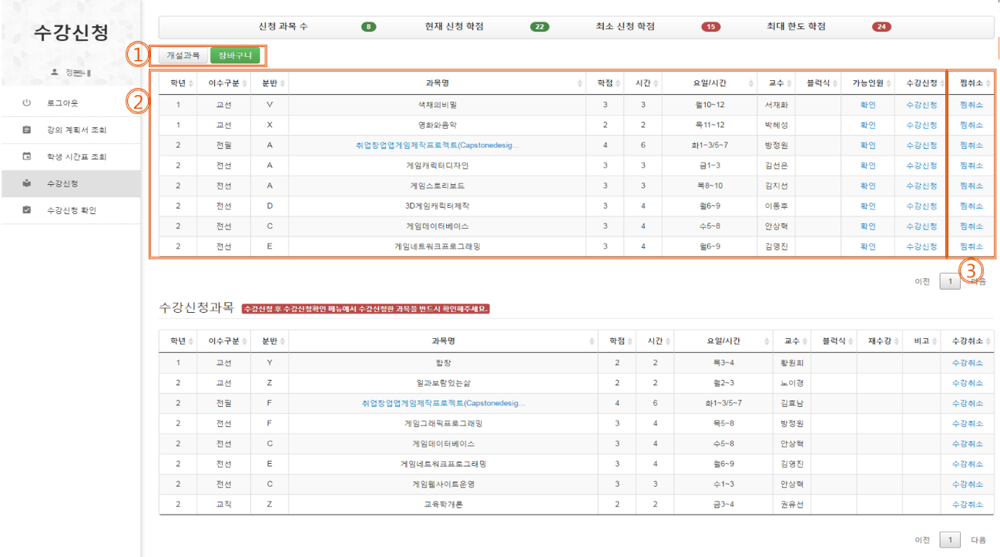 수강신청
신청 과목 수 8 현재 신청 학점 22 최소 신청 학점 15 최대 한도 학점 24
① 개설과목 장바구니
정
로그아웃
강의 계획서 조회
학생 시간표 조회
수강신청
수강신청 확인
②
학년 이수구분 분반 과목명 학점 시간 요일/시간 교수 블럭식 가능인원 수강신청 찜취소
1 교선 V 색채의비밀 3 3 월10~12 서재화 확인 수강신청 찜취소
1 교선 X 영화와음악 2 2 목11~12 박혜성 확인 수강신청 찜취소
2 전필 A 취업창업앱게임제작프로젝트(Capstonedesig... 4 6 화1~3/5~7 방정원 확인 수강신청 찜취소
2 전선 A 게임캐릭터디자인 3 3 금1~3 김선은 확인 수강신청 찜취소
2 전선 A 게임스토리보드 3 3 목8~10 김지선 확인 수강신청 찜취소
2 전선 D 3D게임캐릭터제작 3 4 월6~9 이동후 확인 수강신청 찜취소
2 전선 C 게임데이터베이스 3 4 수5~8 안상혁 확인 수강신청 찜취소
2 전선 E 게임네트워크프로그래밍 3 4 월6~9 김영진 확인 수강신청 찜취소
③
이전 1 다음
수강신청과목 수강신청 후 수강신청확인 메뉴에서 수강신청한 과목을 반드시 확인해주세요.
학년 이수구분 분반 과목명 학점 시간 요일/시간 교수 블럭식 재수강 비고 수강취소
1 교선 Y 합창 2 2 목3~4 황원희 수강취소
2 교선 Z 일과보람있는삶 2 2 월2~3 노이경 수강취소
2 전필 F 취업창업앱게임제작프로젝트(Capstonedesig... 4 6 화1~3/5~7 김효남 수강취소
2 전선 F 게임그래픽프로그래밍 3 4 목5~8 방정원 수강취소
2 전선 C 게임데이터베이스 3 4 수5~8 안상혁 수강취소
2 전선 E 게임네트워크프로그래밍 3 4 월6~9 김영진 수강취소
2 전선 C 게임웹사이트운영 3 3 수1~3 안상혁 수강취소
2 교직 Z 교육학개론 2 2 금3~4 권유선 수강취소
이전 1 다음